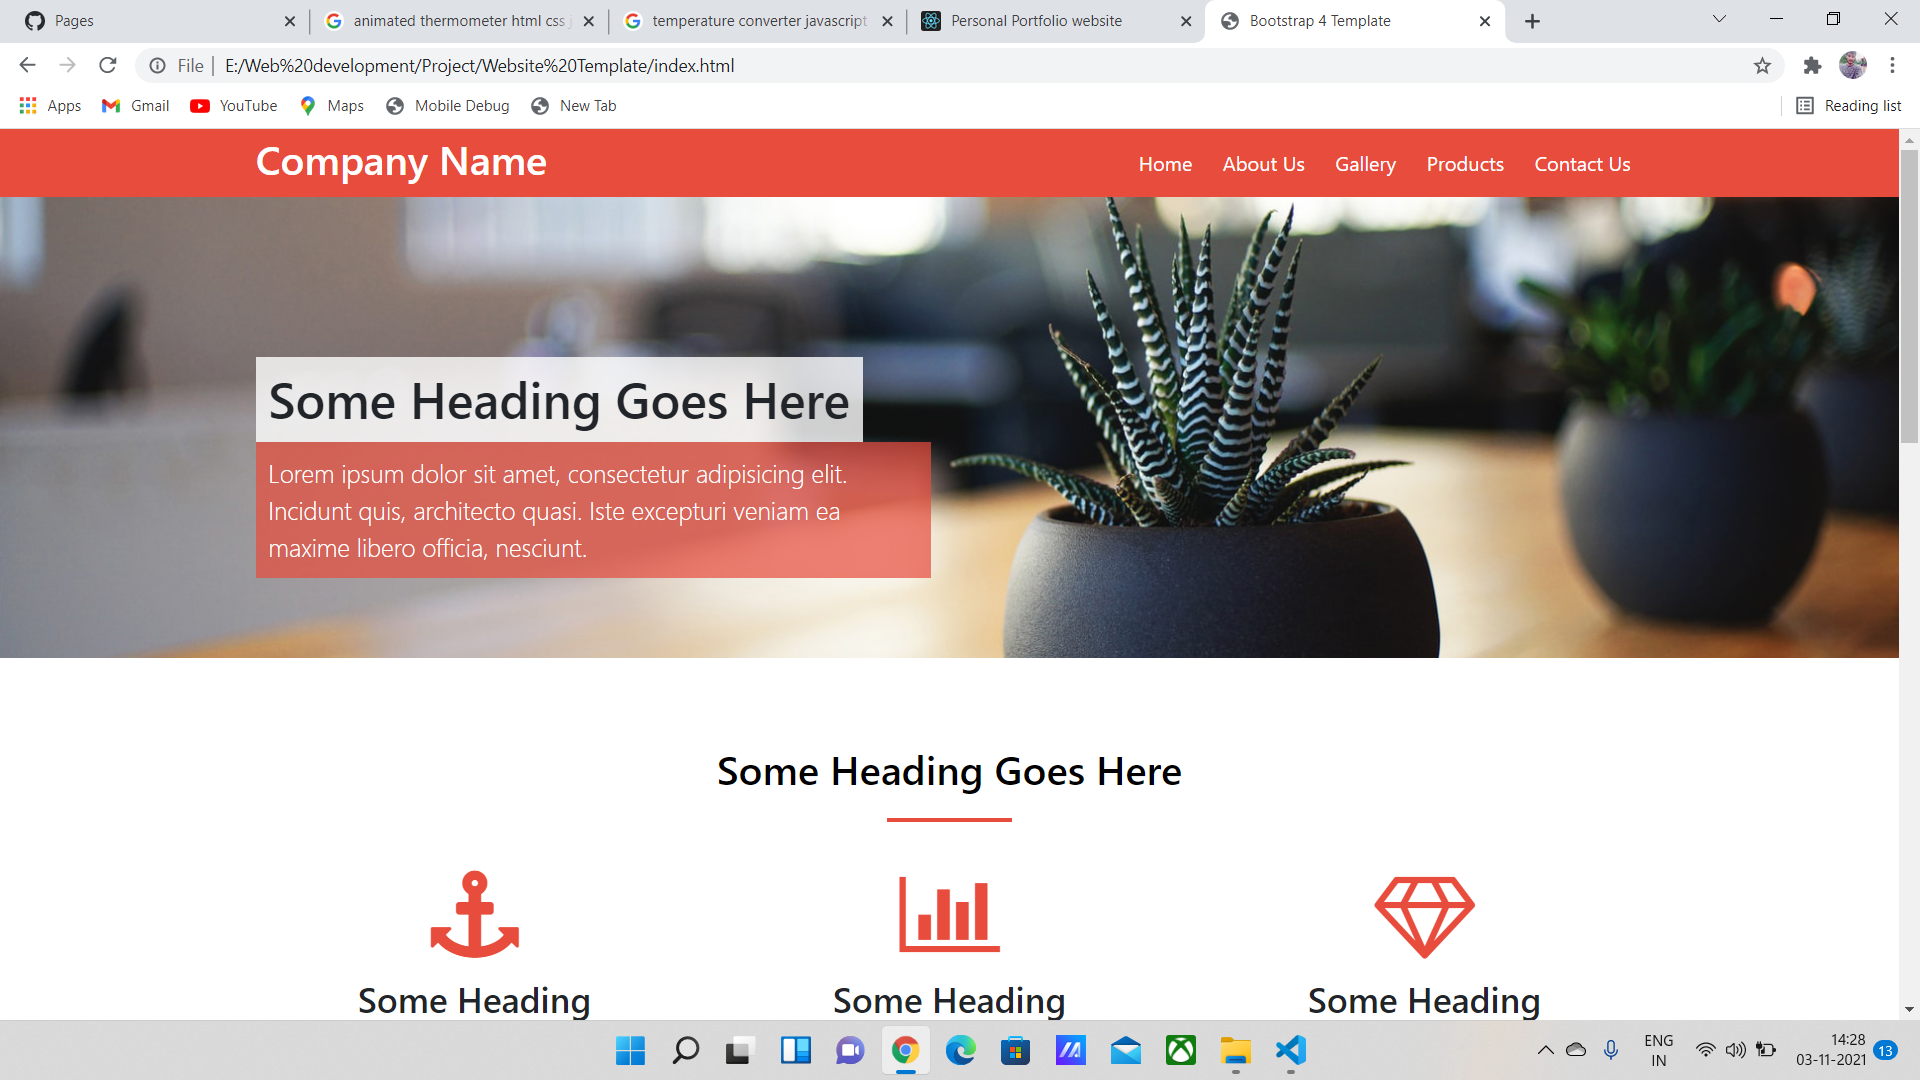 Pages
animated thermometer html css j
temperature converter javascript
Personal Portfolio website
Bootstrap 4 Template
File
E:/Web%20development/Project/Website%20Template/index.html
Apps
Gmail
YouTube
Maps
Mobile Debug
New Tab
Reading list
Company Name
Home
About Us
Gallery
Products
Contact Us
Some Heading Goes Here
Lorem ipsum dolor sit amet, consectetur adipisicing elit.
Incidunt quis, architecto quasi. Iste excepturi veniam ea
maxime libero officia, nesciunt.
Some Heading Goes Here
Some Heading
Some Heading
Some Heading
ENG
IN
14:28
03-11-2021
13